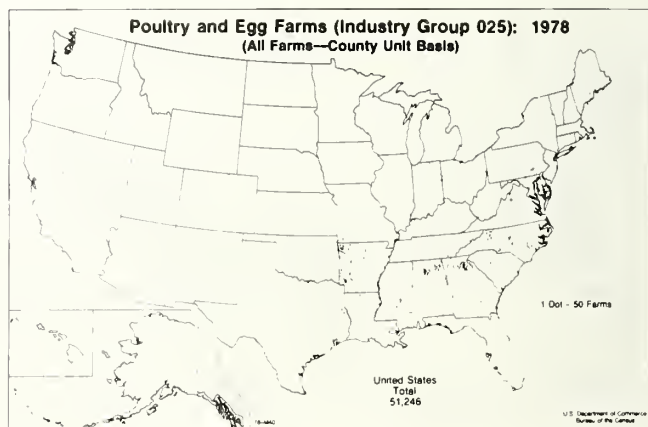 Poultry and Egg Farms (Industry Group 025): 1978
(All Farms—County Unit Basis)
1 Dot - 50 Farms
United States
Total
51,246
U.S. Department of Commerce
Bureau of the Census